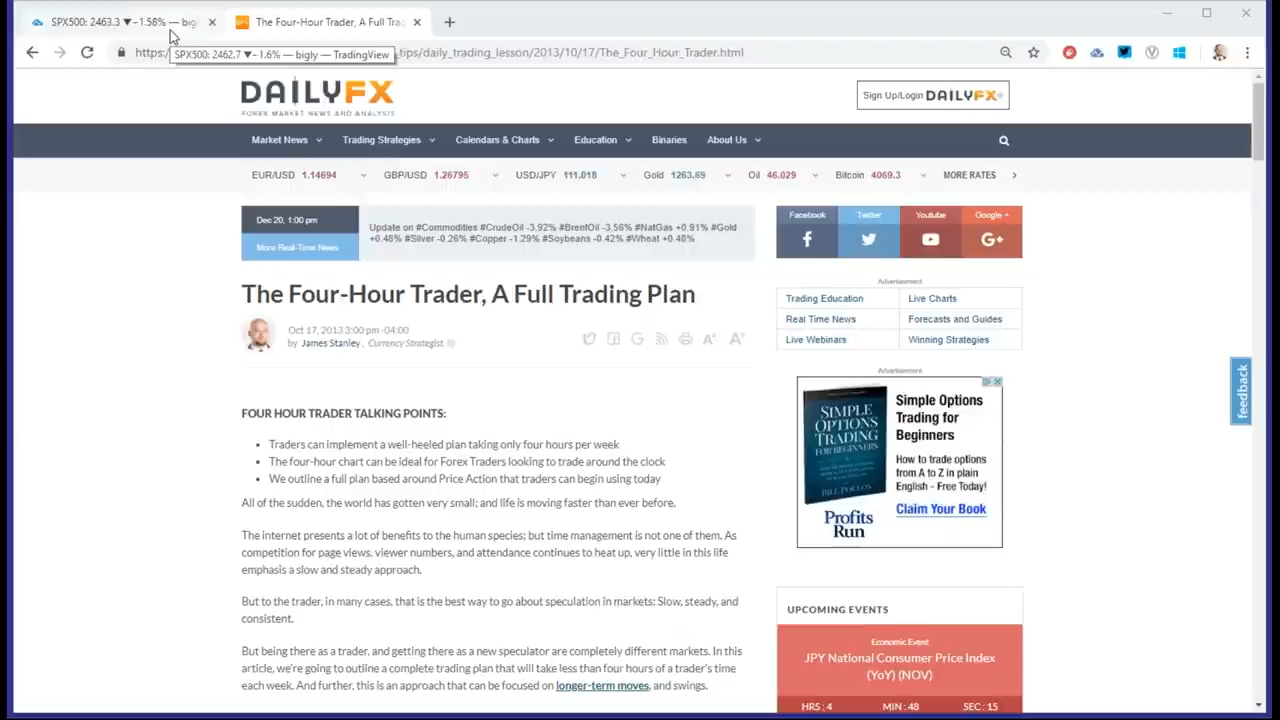 SPX500: 2463.3 ▼−1.58% — bigl
The Four-Hour Trader, A Full Trad
https:/
.tips/daily_trading_lesson/2013/10/17/The_Four_Hour_Trader.html
SPX500: 2462.7 ▼−1.6% — bigly — TradingView
DAILYFX
FOREX MARKET NEWS AND ANALYSIS
Sign Up/Login DAILYFX+
Market News Trading Strategies Calendars & Charts Education Binaries About Us
EUR/USD 1.14694 GBP/USD 1.26795 USD/JPY 111.018 Gold 1263.69 Oil 46.029 Bitcoin 4069.3 MORE RATES
Dec 20, 1:00 pm
More Real-Time News
Update on #Commodities #CrudeOil -3.92% #BrentOil -3.56% #NatGas +0.91% #Gold
+0.48% #Silver -0.26% #Copper -1.29% #Soybeans -0.42% #Wheat +0.48%
Facebook Twitter Youtube Google +
The Four-Hour Trader, A Full Trading Plan
Oct 17, 2013 3:00 pm -04:00
by James Stanley , Currency Strategist
FOUR HOUR TRADER TALKING POINTS:
• Traders can implement a well-heeled plan taking only four hours per week
• The four-hour chart can be ideal for Forex Traders looking to trade around the clock
• We outline a full plan based around Price Action that traders can begin using today
All of the sudden, the world has gotten very small; and life is moving faster than ever before.
The internet presents a lot of benefits to the human species; but time management is not one of them. As
competition for page views, viewer numbers, and attendance continues to heat up, very little in this life
emphasis a slow and steady approach.
But to the trader, in many cases, that is the best way to go about speculation in markets: Slow, steady, and
consistent.
But being there as a trader, and getting there as a new speculator are completely different markets. In this
article, we're going to outline a complete trading plan that will take less than four hours of a trader's time
each week. And further, this is an approach that can be focused on longer-term moves, and swings.
Advertisement
Trading Education Live Charts
Real Time News Forecasts and Guides
Live Webinars Winning Strategies
Advertisement
SIMPLE
OPTIONS
TRADING
FOR BEGINNERS
BILL POULOS
Profits
Run
Simple Options
Trading for
Beginners
How to trade options
from A to Z in plain
English - Free Today!
Claim Your Book
feedback
UPCOMING EVENTS
Economic Event
JPY National Consumer Price Index
(YoY) (NOV)
HRS : 4 MIN : 48 SEC : 15